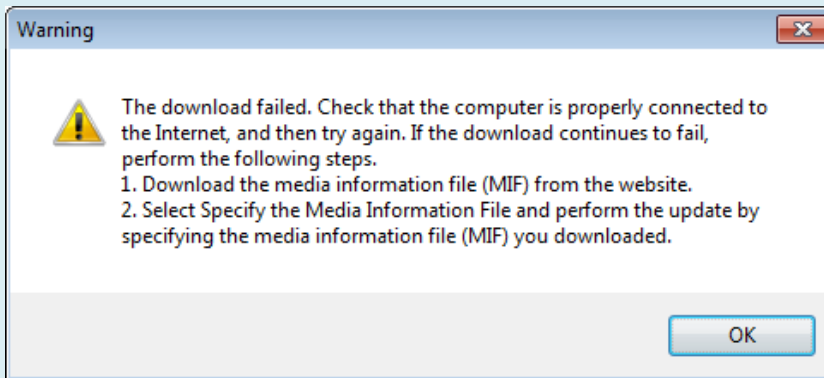 Warning
The download failed. Check that the computer is properly connected to
the Internet, and then try again. If the download continues to fail,
perform the following steps.
1. Download the media information file (MIF) from the website.
2. Select Specify the Media Information File and perform the update by
specifying the media information file (MIF) you downloaded.
OK